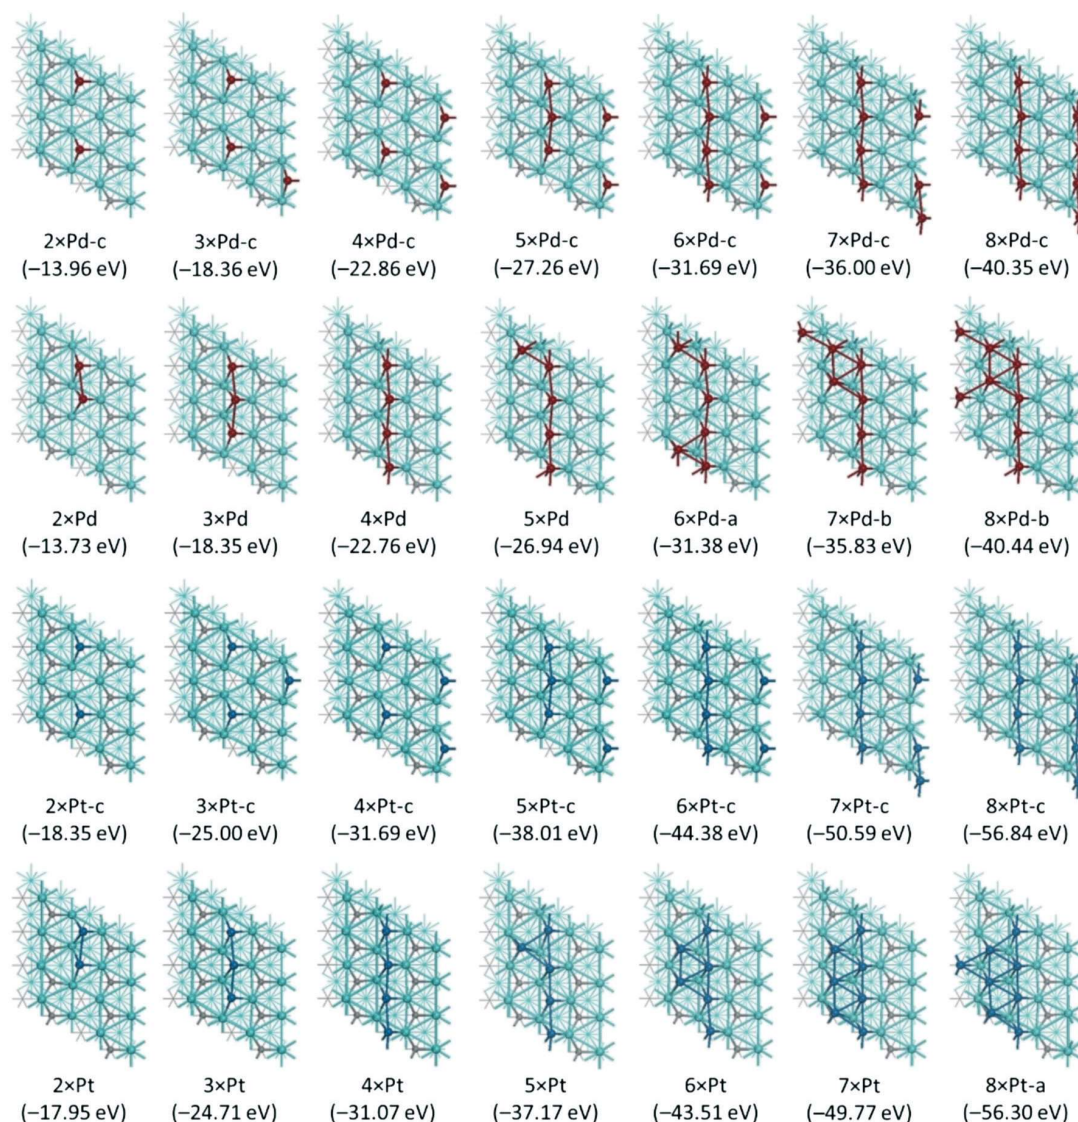 2×Pd-c 3×Pd-c 4×Pd-c 5×Pd-c 6×Pd-c 7×Pd-c 8×Pd-c
(−13.96 eV) (−18.36 eV) (−22.86 eV) (−27.26 eV) (−31.69 eV) (−36.00 eV) (−40.35 eV)
2×Pd 3×Pd 4×Pd 5×Pd 6×Pd-a 7×Pd-b 8×Pd-b
(−13.73 eV) (−18.35 eV) (−22.76 eV) (−26.94 eV) (−31.38 eV) (−35.83 eV) (−40.44 eV)
2×Pt-c 3×Pt-c 4×Pt-c 5×Pt-c 6×Pt-c 7×Pt-c 8×Pt-c
(−18.35 eV) (−25.00 eV) (−31.69 eV) (−38.01 eV) (−44.38 eV) (−50.59 eV) (−56.84 eV)
2×Pt 3×Pt 4×Pt 5×Pt 6×Pt 7×Pt 8×Pt-a
(−17.95 eV) (−24.71 eV) (−31.07 eV) (−37.17 eV) (−43.51 eV) (−49.77 eV) (−56.30 eV)